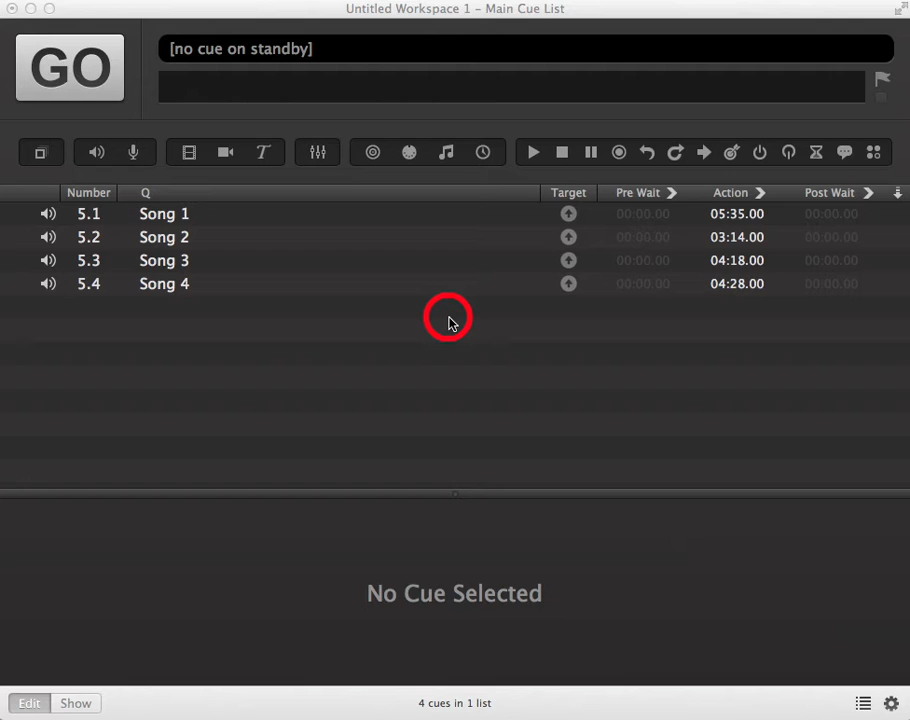 Untitled Workspace 1 – Main Cue List
GO
[no cue on standby]
T
Number Q Target Pre Wait Action Post Wait
5.1 Song 1 00:00.00 05:35.00 00:00.00
5.2 Song 2 00:00.00 03:14.00 00:00.00
5.3 Song 3 00:00.00 04:18.00 00:00.00
5.4 Song 4 00:00.00 04:28.00 00:00.00
No Cue Selected
Edit Show 4 cues in 1 list